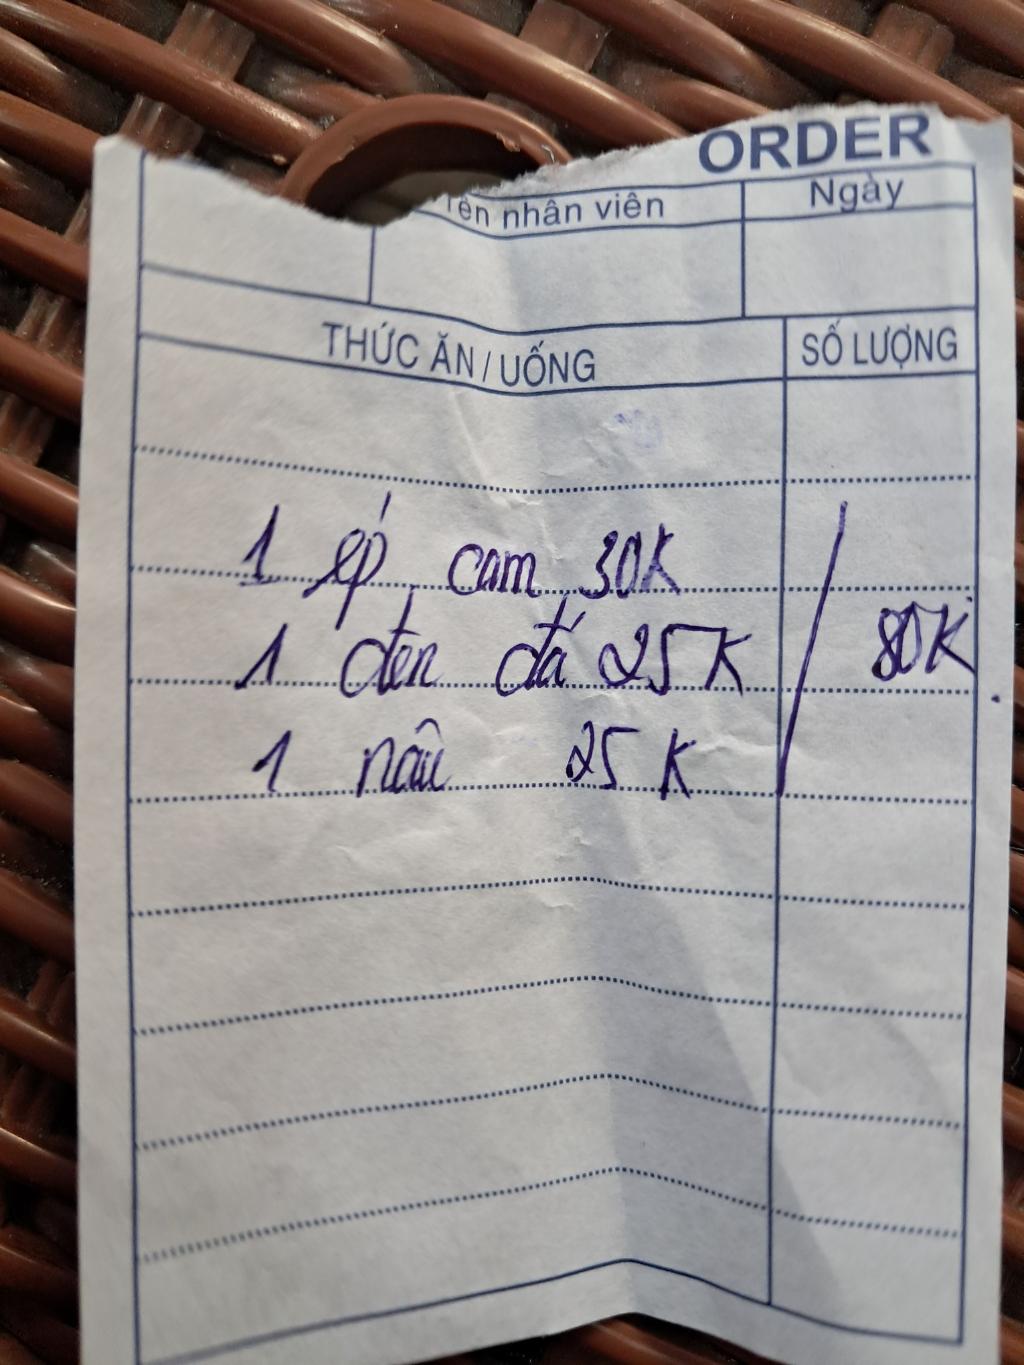 ORDER
Tên nhân viên Ngày
THỨC ĂN / UỐNG SỐ LƯỢNG
1 ép cam 30K
1 đen đá 25K / 80K
1 nâu 25K